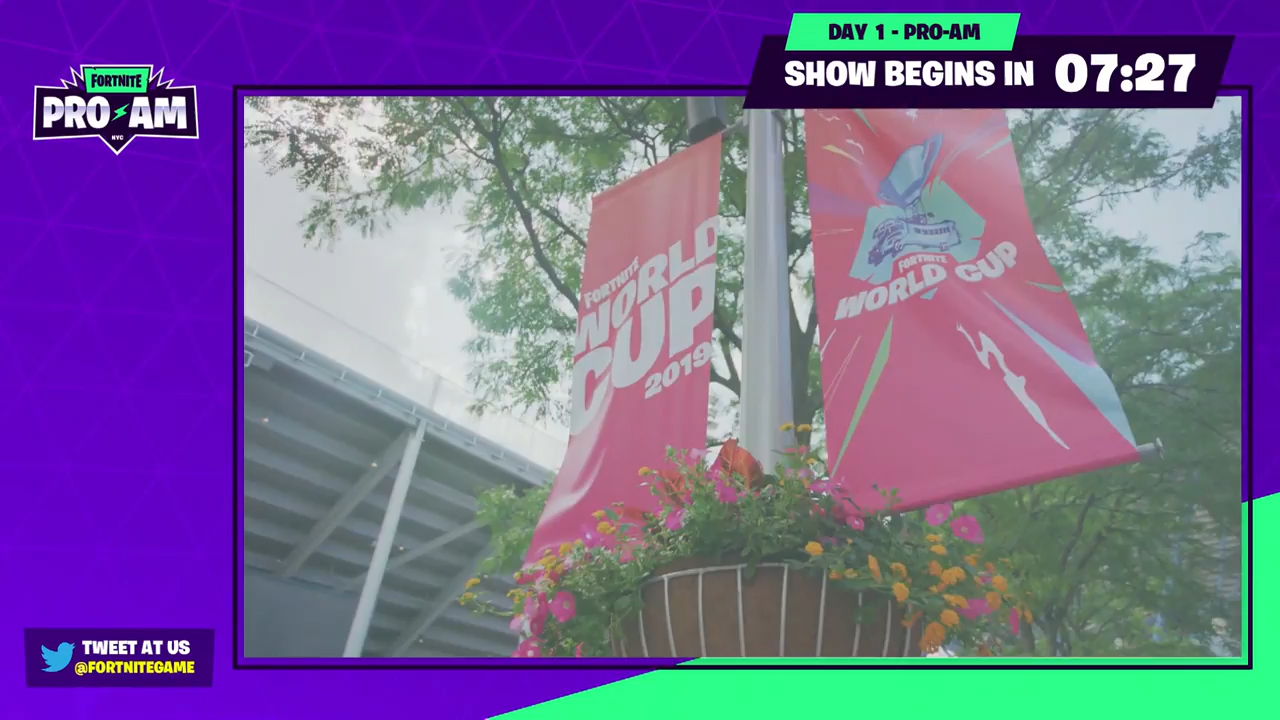 DAY 1 - PRO-AM
SHOW BEGINS IN 07:27
FORTNITE
PRO AM
NYC
FORTNITE
WORLD
CUP
2019
FORTNITE
WORLD CUP
TWEET AT US
@FORTNITEGAME